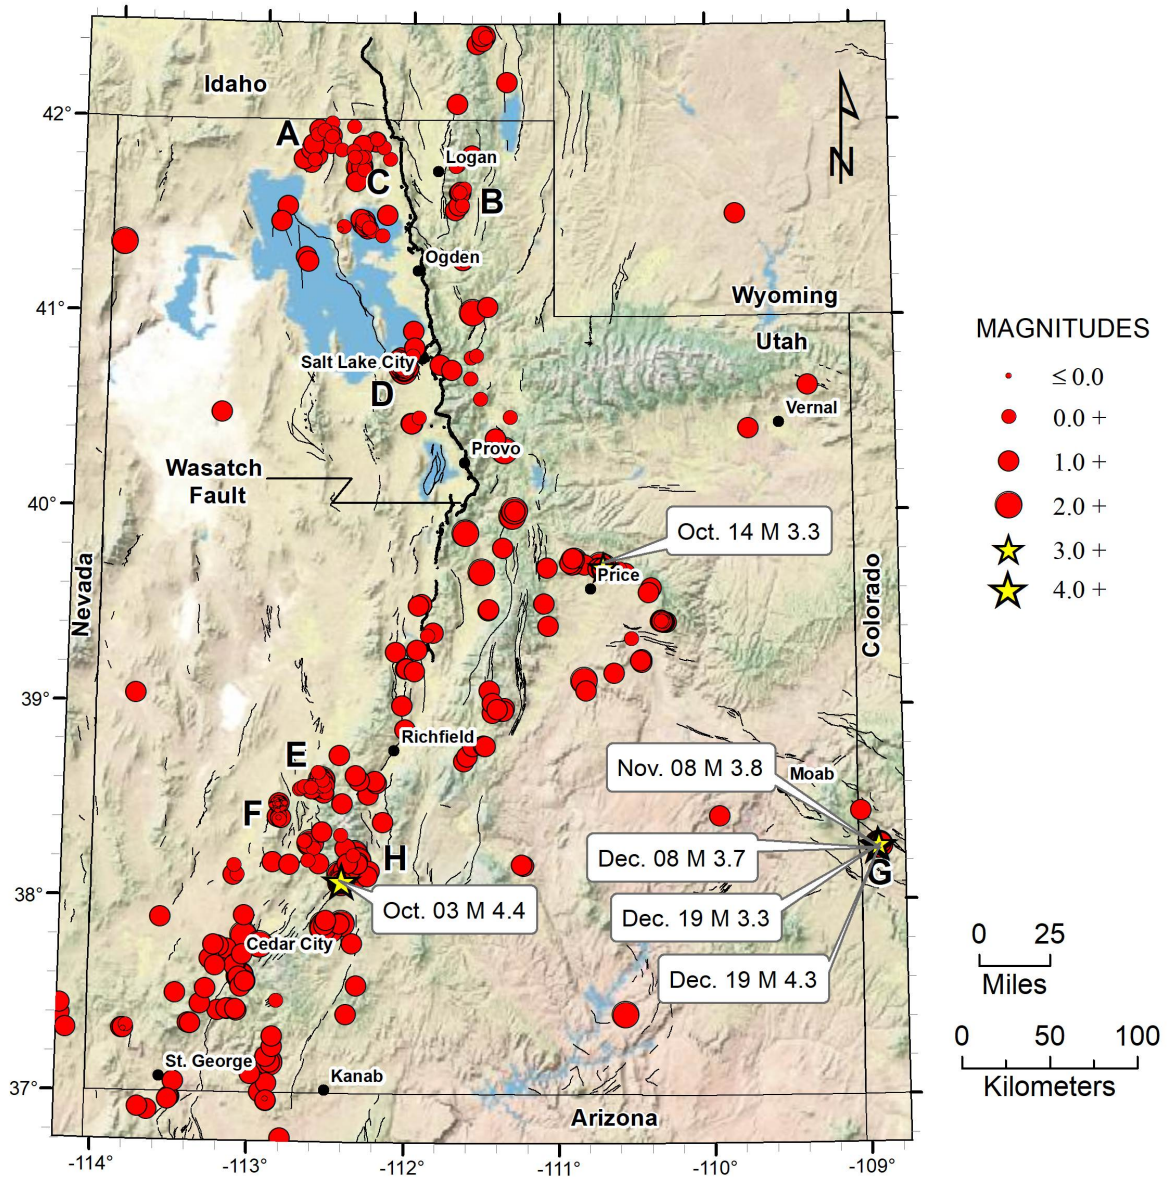 Idaho
42°
A
Logan
C
B
Ogden
41°
Wyoming
Utah
Salt Lake City
D
Vernal
Provo
Wasatch
Fault
40°
Oct. 14 M 3.3
Price
Nevada
Colorado
39°
Richfield
E
Nov. 08 M 3.8
Moab
F
H
Dec. 08 M 3.7
G
38°
Oct. 03 M 4.4
Dec. 19 M 3.3
Cedar City
Dec. 19 M 4.3
St. George
Kanab
37°
Arizona
-114°
-113°
-112°
-111°
-110°
-109°
N
MAGNITUDES
≤ 0.0
0.0 +
1.0 +
2.0 +
3.0 +
4.0 +
0 25
Miles
0 50 100
Kilometers